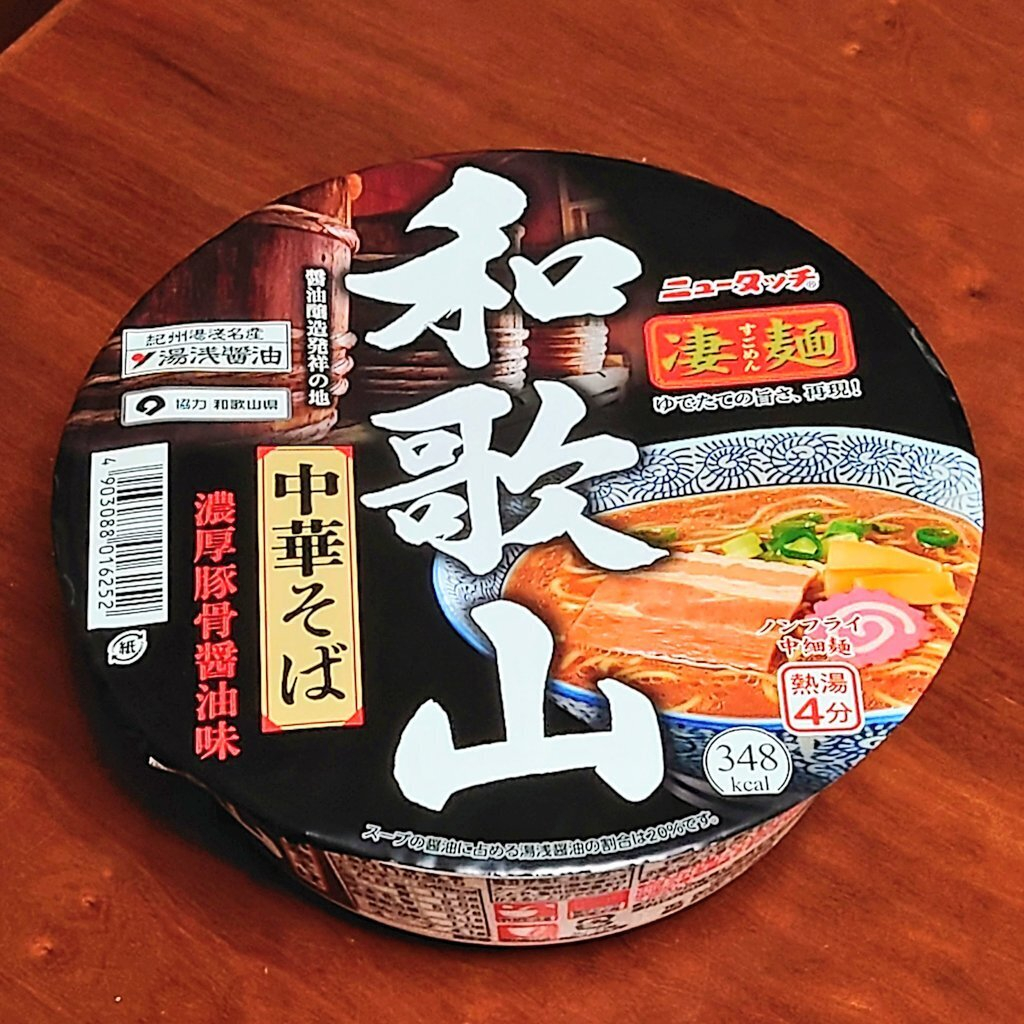 和歌山
醤油醸造発祥の地
紀州湯浅名産
湯浅醤油
協力 和歌山県
ニュータッチ®
凄麺
すごめん
ゆでたての旨さ、再現!
中華そば
濃厚豚骨醤油味
4 903088 016252
紙
ノンフライ
中細麺
熱湯
4分
348
kcal
スープの醤油に占める湯浅醤油の割合は20%です。